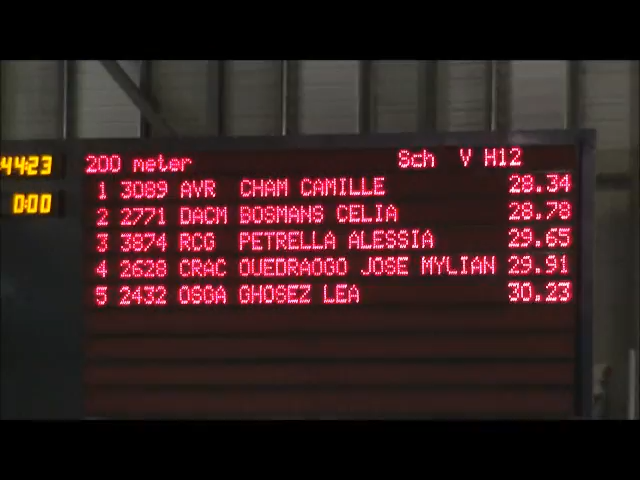 44:23
0:00
200 meter Sch V H12
1 3089 AVR CHAM CAMILLE 28.34
2 2771 DACM BOSMANS CELIA 28.78
3 3874 RCG PETRELLA ALESSIA 29.65
4 2628 CRAC OUEDRAOGO JOSE MYLIAN 29.91
5 2432 OSGA GHOSEZ LEA 30.23